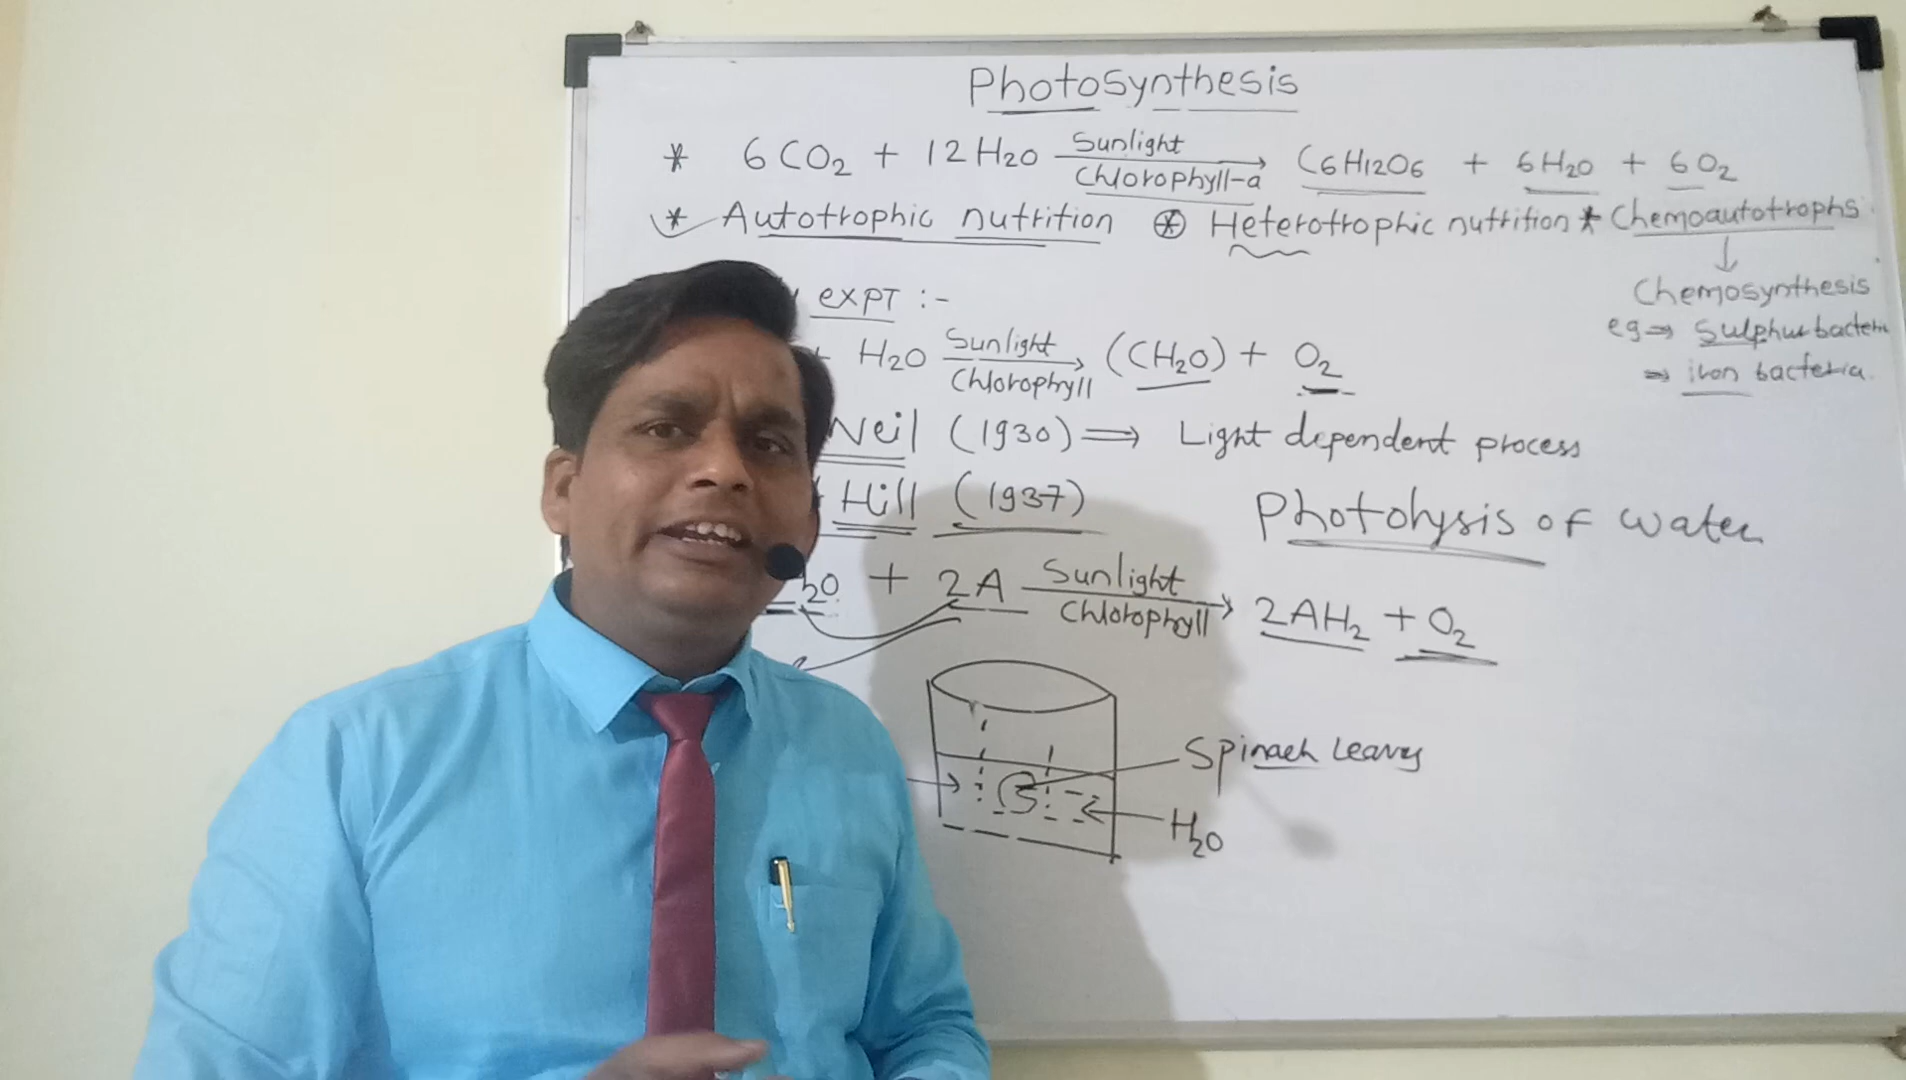 Photosynthesis
* 6CO2 + 12H2O Sunlight Chlorophyll-a → C6H12O6 + 6H2O + 6O2
* Autotrophic nutrition * Heterotrophic nutrition * Chemoautotrophs
↓
Chemosynthesis
eg ⇒ Sulphur bacteria
⇒ iron bacteria.
expt :-
+ H2O Sunlight Chlorophyll → (CH2O) + O2
Neil (1930) ⇒ Light dependent process
Hill (1937)
Photolysis of water
h2O + 2A Sunlight Chlorophyll → 2AH2 + O2
Spinach Leaves
H2O